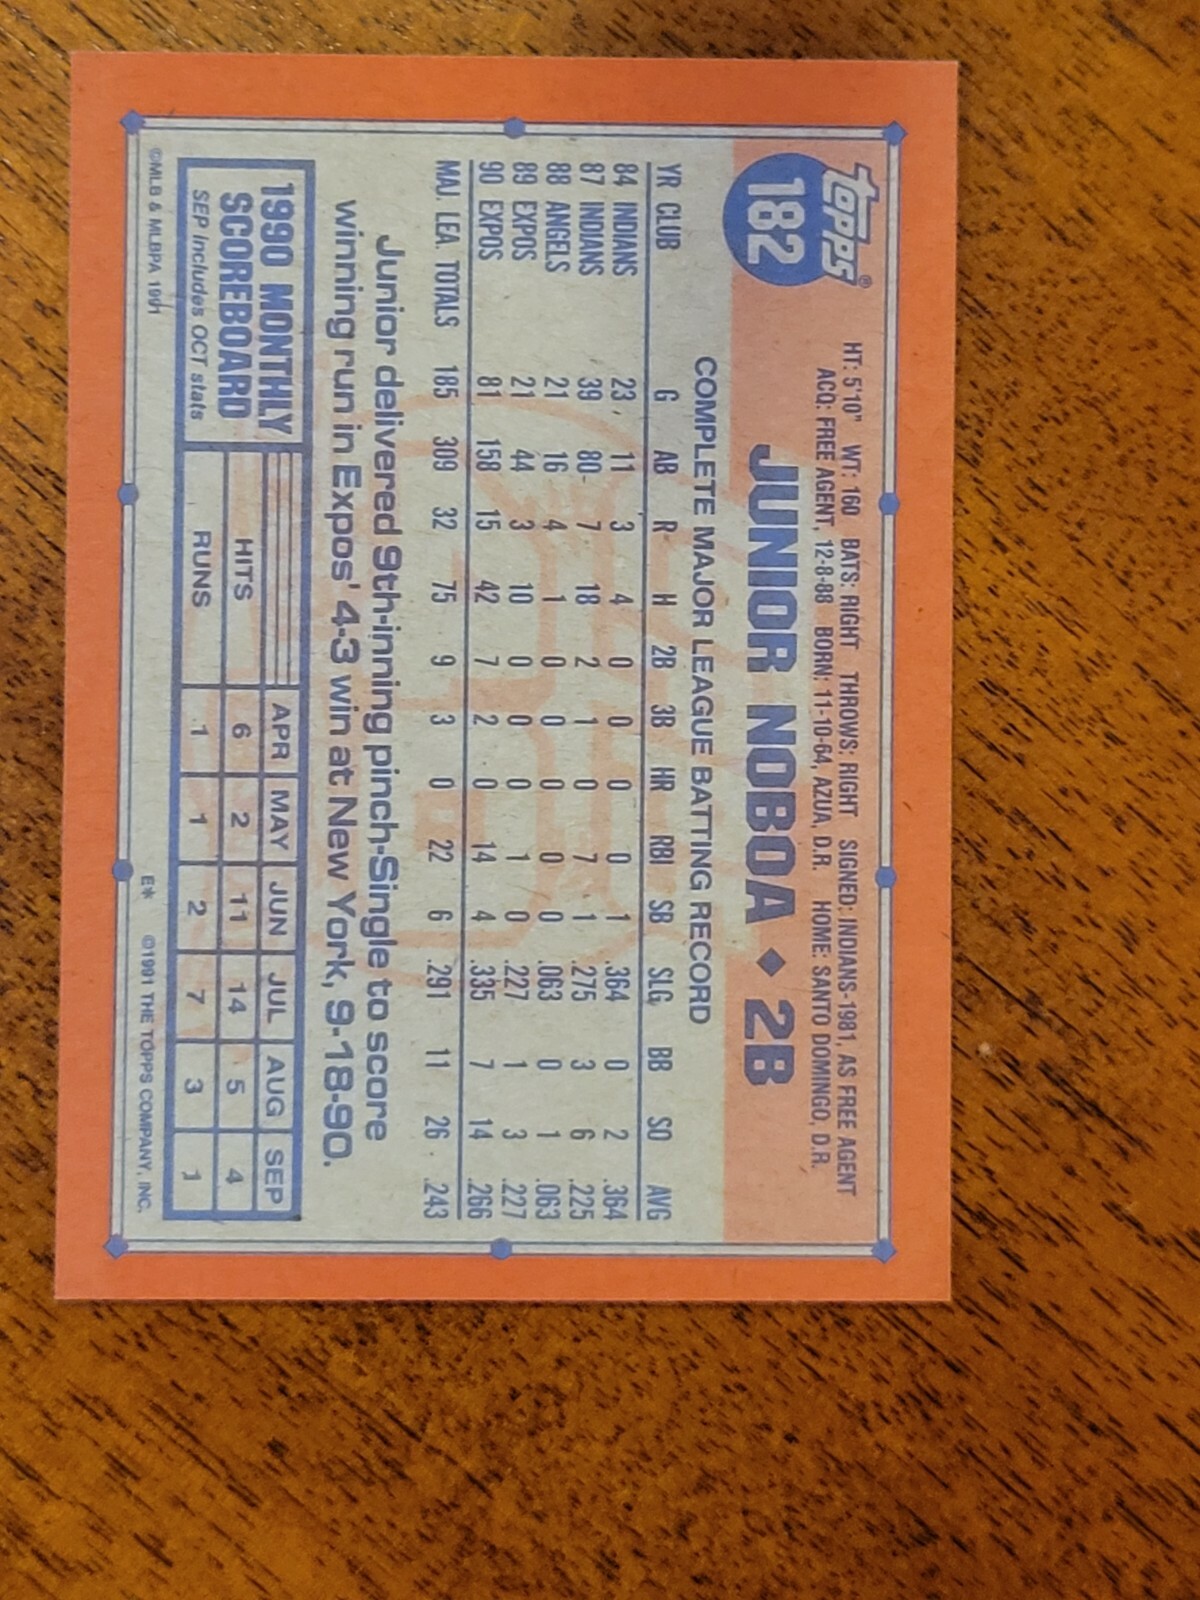 topps®
182
HT: 5'10" WT: 160 BATS: RIGHT THROWS: RIGHT SIGNED: INDIANS-1981, AS FREE AGENT
ACQ: FREE AGENT, 12-8-88 BORN: 11-10-64, AZUA, D.R. HOME: SANTO DOMINGO, D.R.
JUNIOR NOBOA ◆ 2B
COMPLETE MAJOR LEAGUE BATTING RECORD
YR CLUB G AB R H 2B 3B HR RBI SB SLG BB SO AVG
84 INDIANS 23 11 3 4 0 0 0 0 1 .364 0 2 .364
87 INDIANS 39 80 7 18 2 1 0 7 1 .275 3 6 .225
88 ANGELS 21 16 4 1 0 0 0 0 0 .063 0 1 .063
89 EXPOS 21 44 3 10 0 0 0 1 0 .227 1 3 .227
90 EXPOS 81 158 15 42 7 2 0 14 4 .335 7 14 .266
MAJ. LEA. TOTALS 185 309 32 75 9 3 0 22 6 .291 11 26 .243
Junior delivered 9th-inning pinch-Single to score
winning run in Expos' 4-3 win at New York, 9-18-90.
1990 MONTHLY
SCOREBOARD
SEP includes OCT stats
APR MAY JUN JUL AUG SEP
HITS 6 2 11 14 5 4
RUNS 1 1 2 7 3 1
©MLB & MLBPA 1991
E* ©1991 THE TOPPS COMPANY, INC.